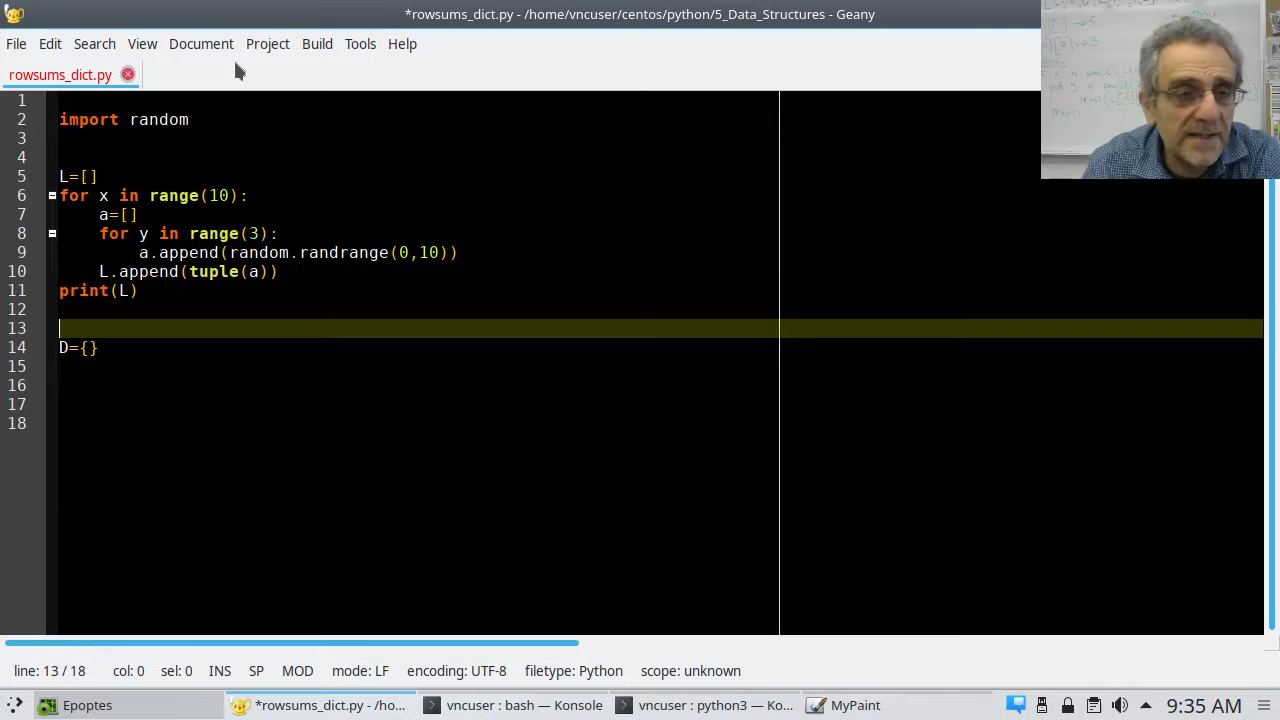 *rowsums_dict.py - /home/vncuser/centos/python/5_Data_Structures - Geany
File Edit Search View Document Project Build Tools Help
rowsums_dict.py
1
2 import random
3
4
5 L=[]
6 for x in range(10):
7 a=[]
8 for y in range(3):
9 a.append(random.randrange(0,10))
10 L.append(tuple(a))
11 print(L)
12
13
14 D={}
15
16
17
18
line: 13 / 18 col: 0 sel: 0 INS SP MOD mode: LF encoding: UTF-8 filetype: Python scope: unknown
Epoptes *rowsums_dict.py - /ho... vncuser : bash — Konsole vncuser : python3 — Ko... MyPaint 9:35 AM